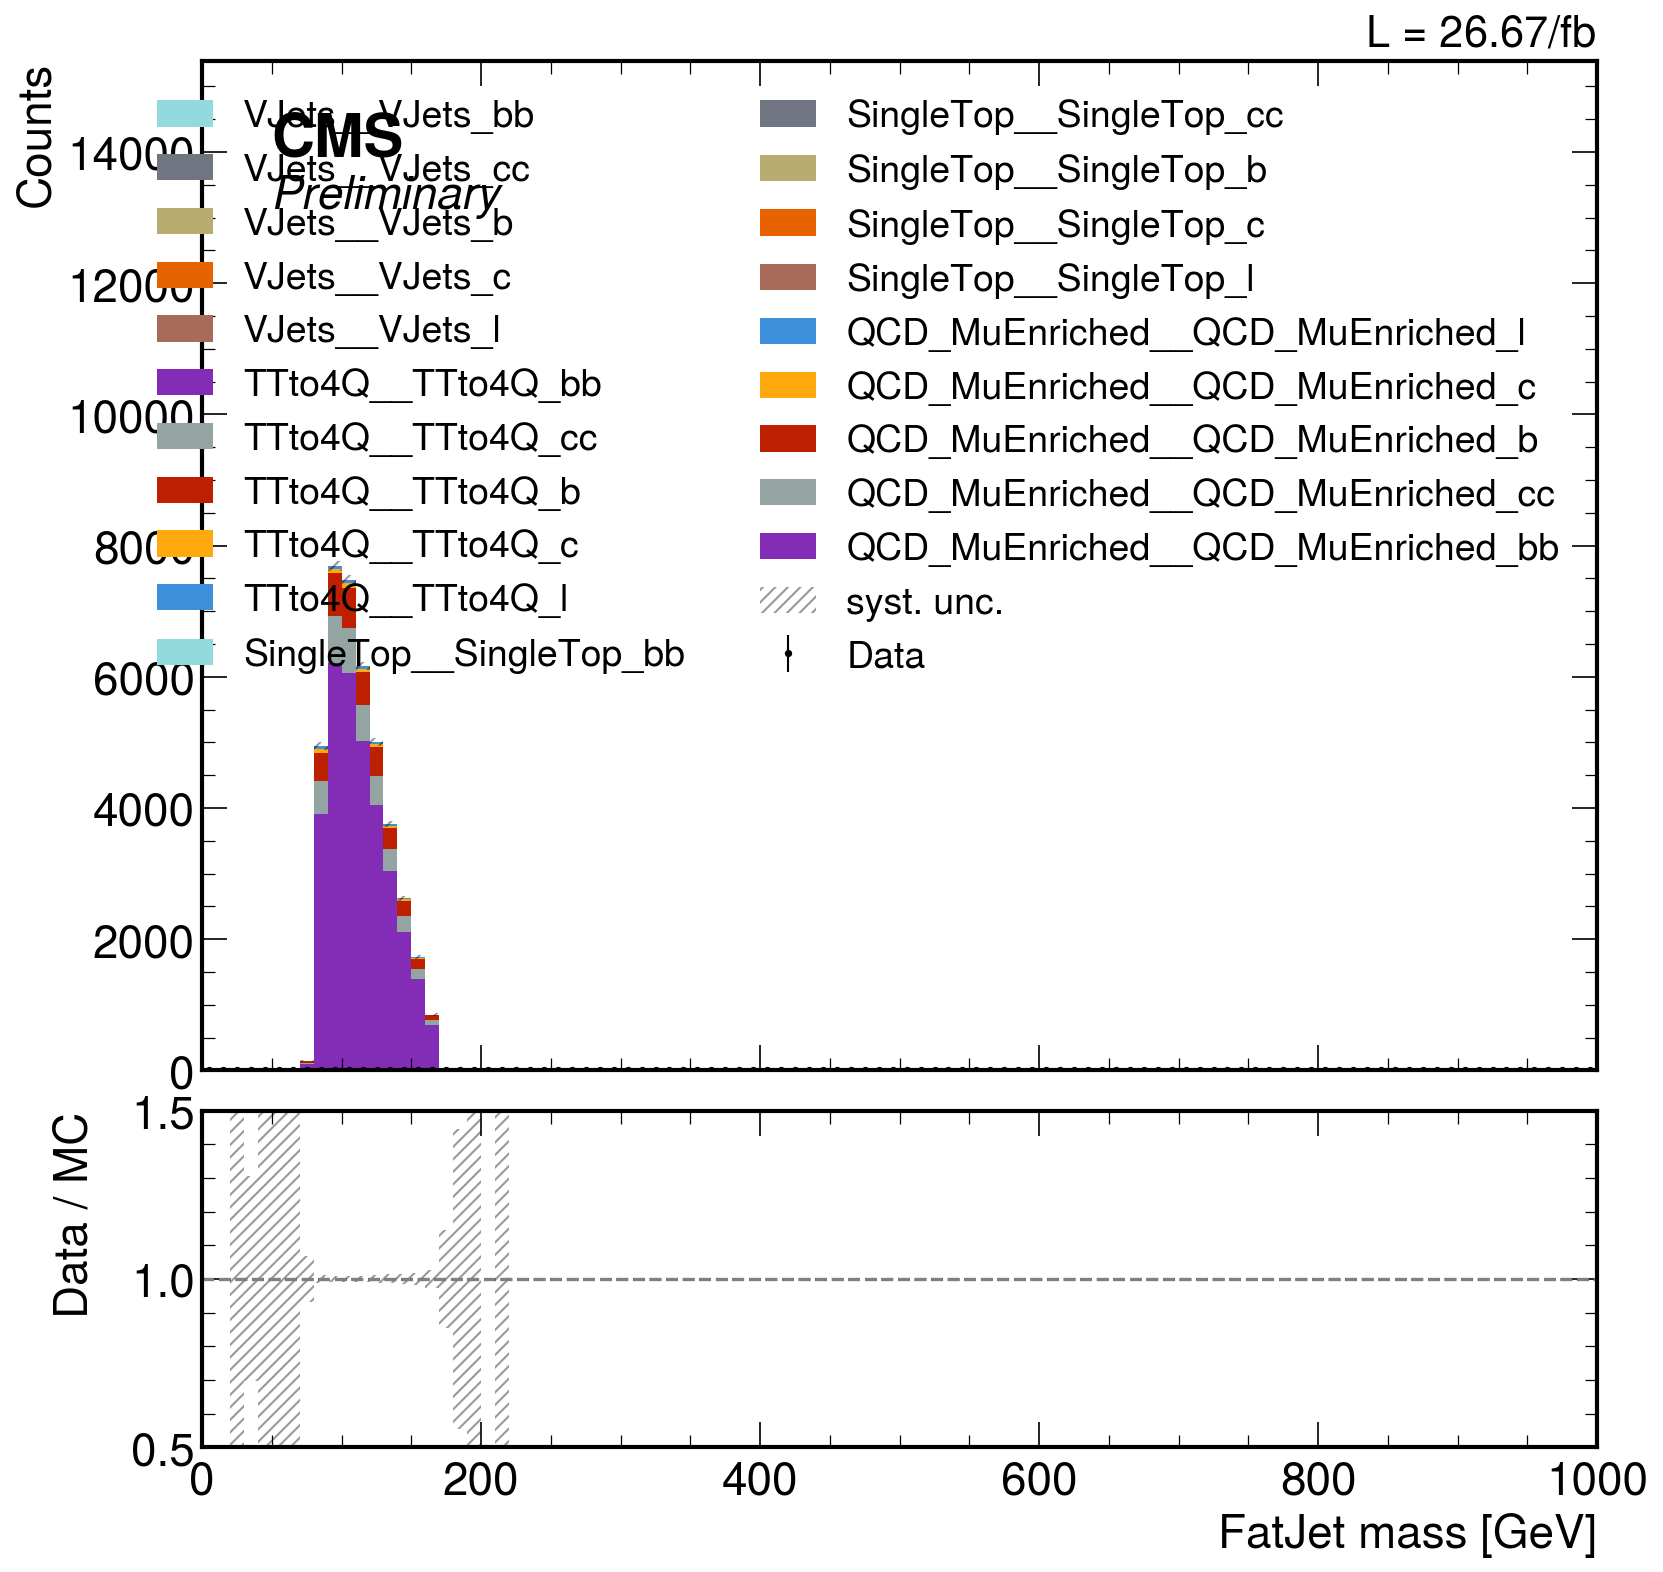 L = 26.67/fb
Counts
CMS
Preliminary
VJets__VJets_bb
VJets__VJets_cc
VJets__VJets_b
VJets__VJets_c
VJets__VJets_l
TTto4Q__TTto4Q_bb
TTto4Q__TTto4Q_cc
TTto4Q__TTto4Q_b
TTto4Q__TTto4Q_c
TTto4Q__TTto4Q_l
SingleTop__SingleTop_bb
SingleTop__SingleTop_cc
SingleTop__SingleTop_b
SingleTop__SingleTop_c
SingleTop__SingleTop_l
QCD_MuEnriched__QCD_MuEnriched_l
QCD_MuEnriched__QCD_MuEnriched_c
QCD_MuEnriched__QCD_MuEnriched_b
QCD_MuEnriched__QCD_MuEnriched_cc
QCD_MuEnriched__QCD_MuEnriched_bb
syst. unc.
Data
14000
12000
10000
8000
6000
4000
2000
0
Data / MC
1.5
1.0
0.5
0 200 400 600 800 1000
FatJet mass [GeV]